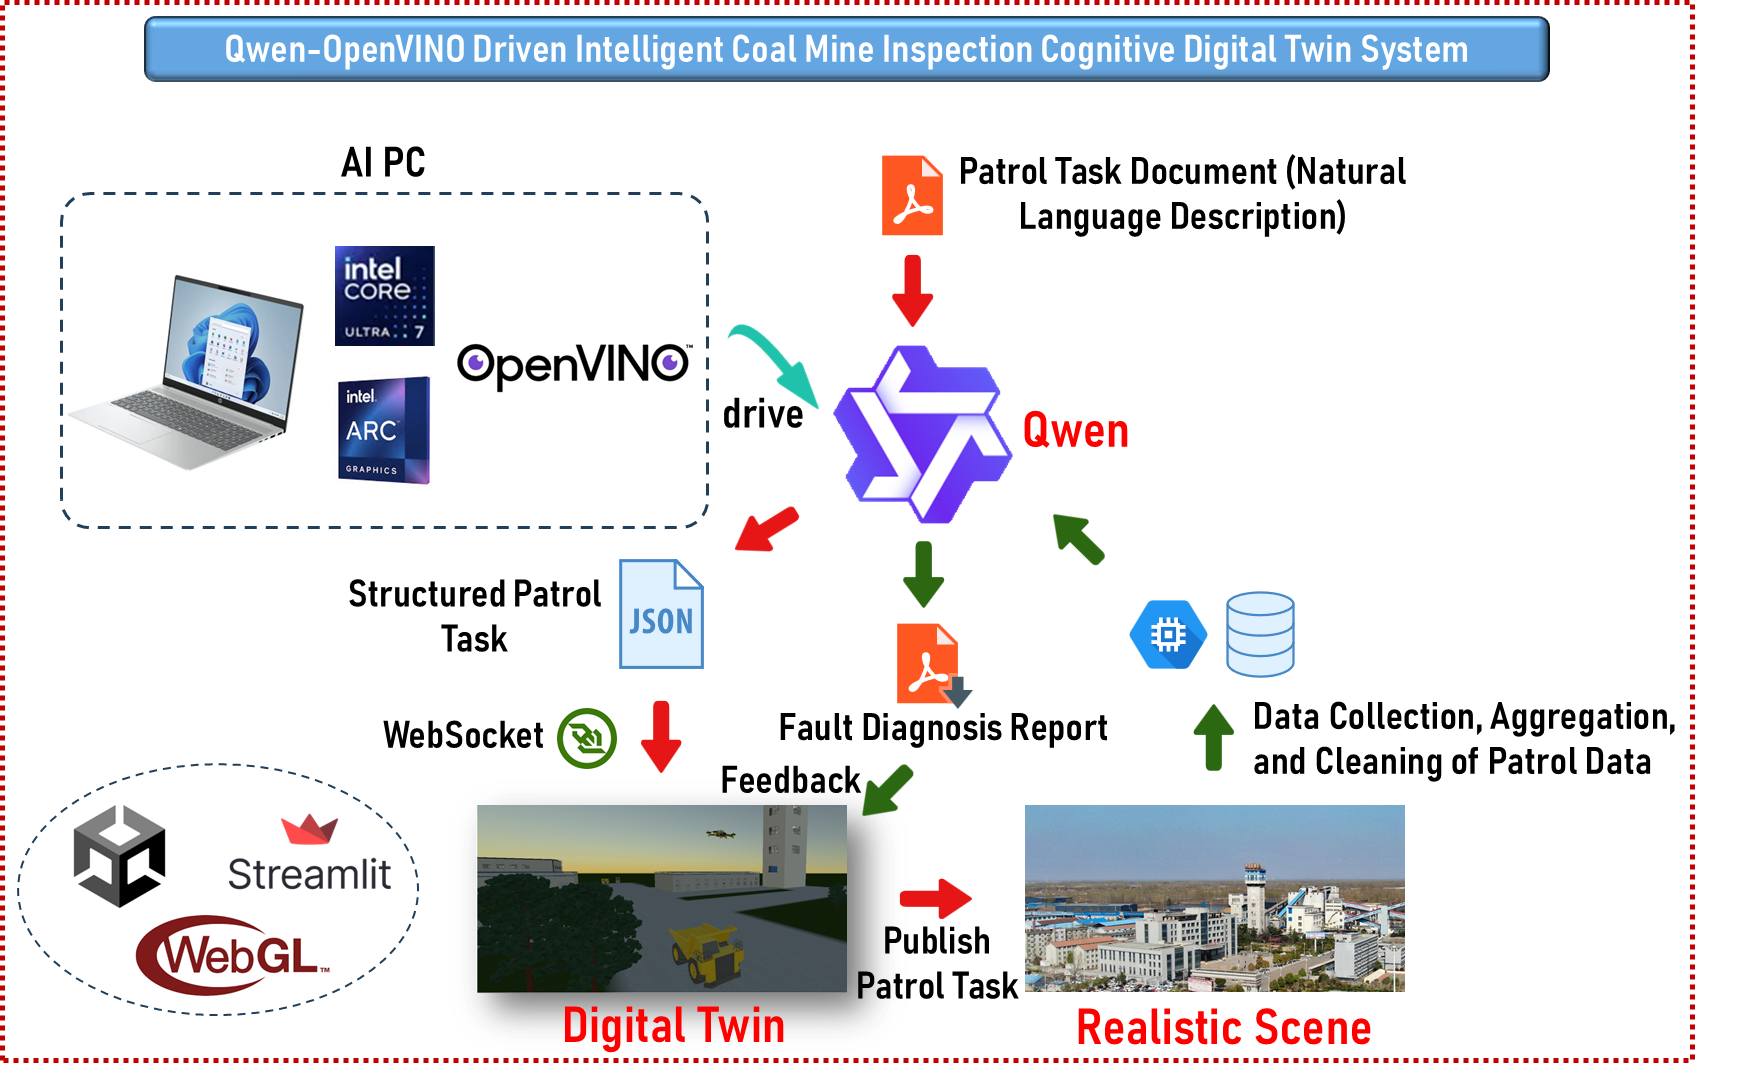 Qwen-OpenVINO Driven Intelligent Coal Mine Inspection Cognitive Digital Twin System
AI PC
intel
CORE
ULTRA 7
intel
ARC
GRAPHICS
OpenVINO™
drive
Patrol Task Document (Natural
Language Description)
Qwen
Structured Patrol
Task
JSON
WebSocket
Fault Diagnosis Report
Feedback
Data Collection, Aggregation,
and Cleaning of Patrol Data
Streamlit
WebGL™
Publish
Patrol Task
Digital Twin
Realistic Scene